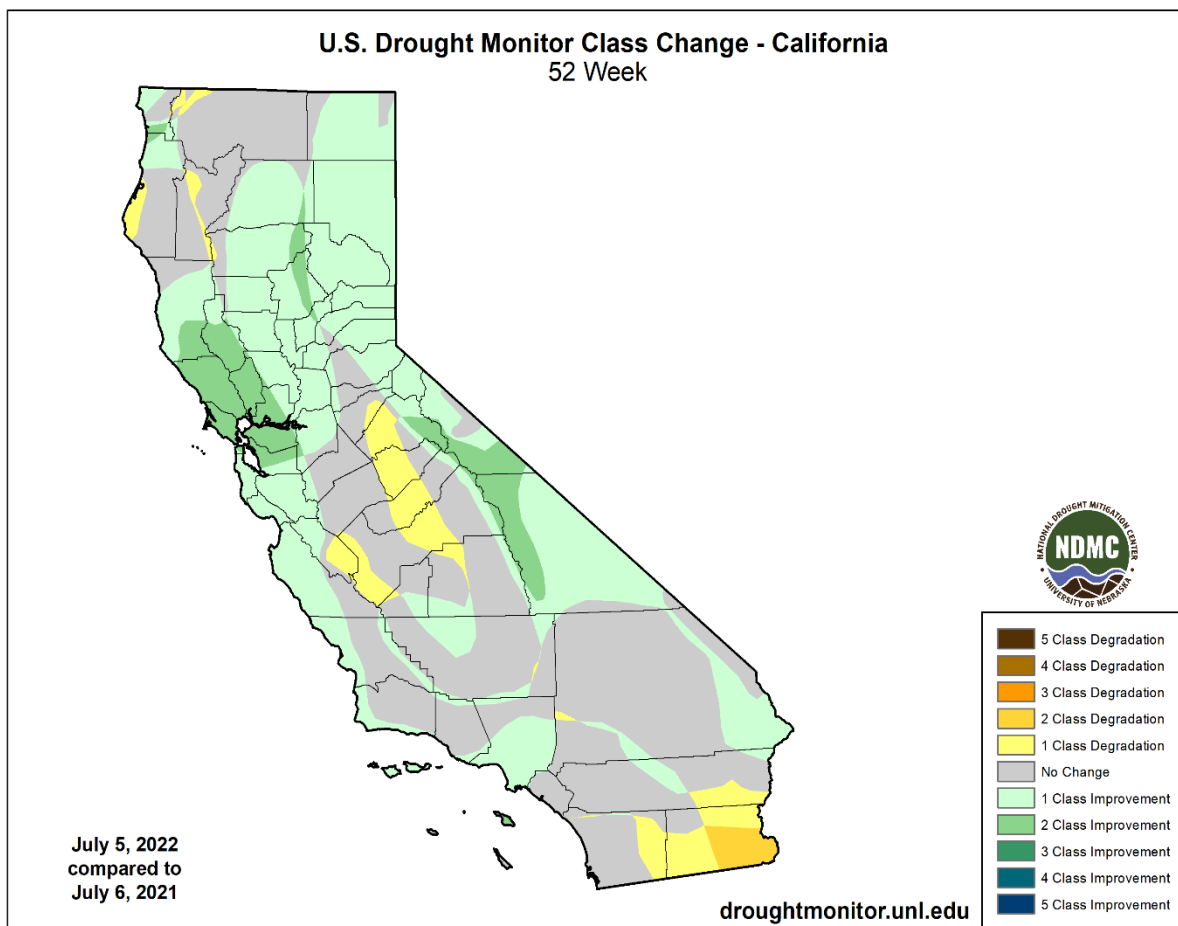 U.S. Drought Monitor Class Change - California
52 Week
NATIONAL DROUGHT MITIGATION CENTER
NDMC
UNIVERSITY OF NEBRASKA
5 Class Degradation
4 Class Degradation
3 Class Degradation
2 Class Degradation
1 Class Degradation
No Change
1 Class Improvement
2 Class Improvement
3 Class Improvement
4 Class Improvement
5 Class Improvement
July 5, 2022
compared to
July 6, 2021
droughtmonitor.unl.edu